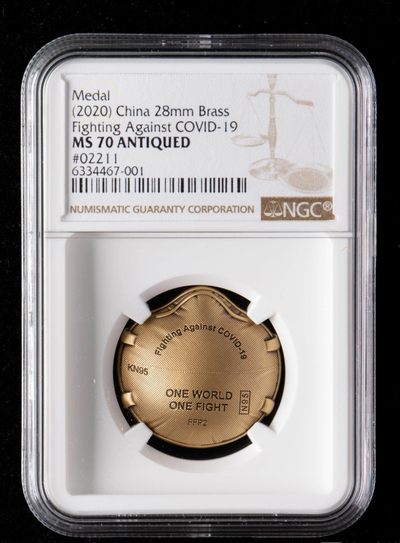 Medal
(2020) China 28mm Brass
Fighting Against COVID-19
MS 70 ANTIQUED
#02211
6334467-001
NUMISMATIC GUARANTY CORPORATION NGC®
Fighting Against COVID-19
KN95
ONE WORLD
ONE FIGHT
N95
FFP2